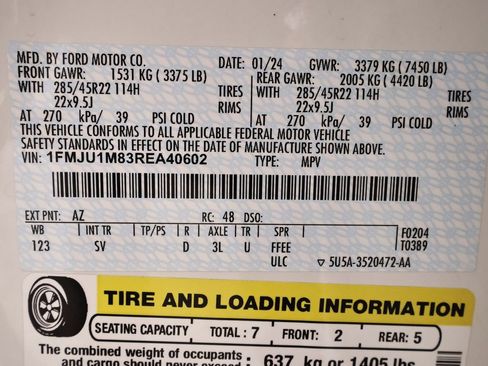 MFD. BY FORD MOTOR CO. DATE: 01/24 GVWR: 3379 KG (7450 LB)
FRONT GAWR: 1531 KG (3375 LB) REAR GAWR: 2005 KG (4420 LB)
WITH 285/45R22 114H TIRES WITH 285/45R22 114H TIRES
22x9.5J RIMS 22x9.5J RIMS
AT 270 kPa/ 39 PSI COLD AT 270 kPa/ 39 PSI COLD
THIS VEHICLE CONFORMS TO ALL APPLICABLE FEDERAL MOTOR VEHICLE
SAFETY STANDARDS IN EFFECT ON THE DATE OF MANUFACTURE SHOWN ABOVE.
VIN: 1FMJU1M83REA40602 TYPE: MPV
EXT PNT: AZ RC: 48 DSO: F0204
WB INT TR TP/PS R AXLE TR SPR T0389
123 SV D 3L U FFEE
ULC ▽ 5U5A-3520472-AA
TIRE AND LOADING INFORMATION
SEATING CAPACITY TOTAL: 7 FRONT: 2 REAR: 5
The combined weight of occupants
and cargo should never exceed 637 kg or 1405 lbs